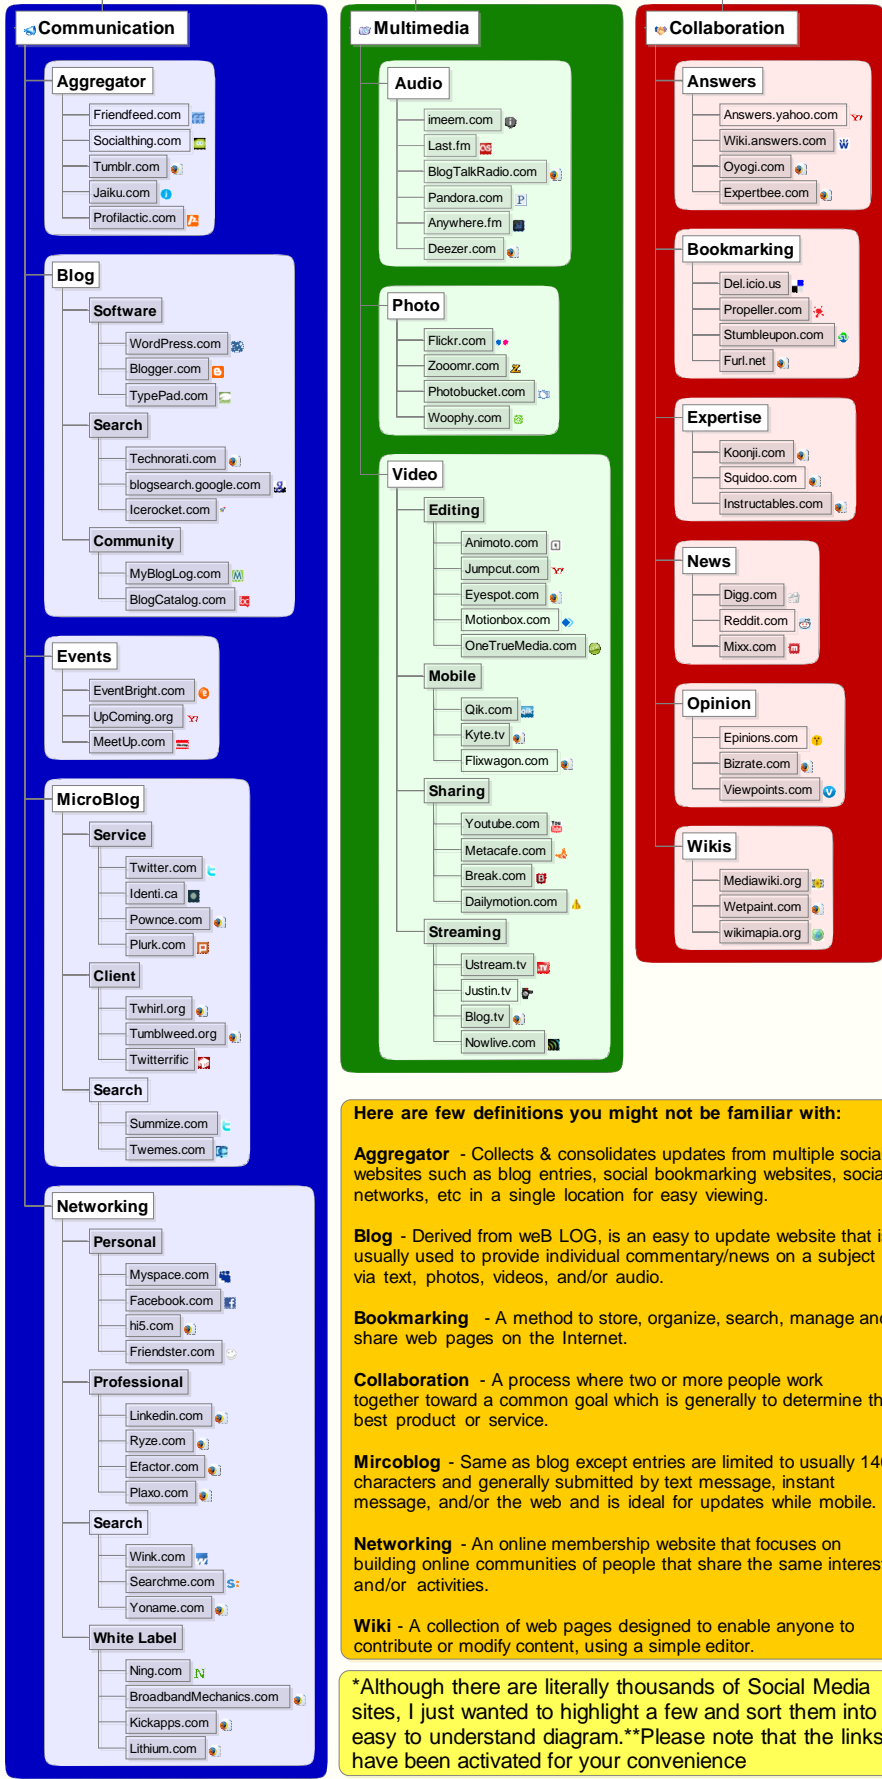 Communication
Aggregator
Friendfeed.com
Socialthing.com
Tumblr.com
Jaiku.com
Profilactic.com
Blog
Software
WordPress.com
Blogger.com
TypePad.com
Search
Technorati.com
blogsearch.google.com
Icerocket.com
Community
MyBlogLog.com
BlogCatalog.com
Events
EventBright.com
UpComing.org
MeetUp.com
MicroBlog
Service
Twitter.com
Identi.ca
Pownce.com
Plurk.com
Client
Twhirl.org
Tumblweed.org
Twitterrific
Search
Summize.com
Twemes.com
Networking
Personal
Myspace.com
Facebook.com
hi5.com
Friendster.com
Professional
Linkedin.com
Ryze.com
Efactor.com
Plaxo.com
Search
Wink.com
Searchme.com
Yoname.com
White Label
Ning.com
BroadbandMechanics.com
Kickapps.com
Lithium.com
Multimedia
Audio
imeem.com
Last.fm
BlogTalkRadio.com
Pandora.com
Anywhere.fm
Deezer.com
Photo
Flickr.com
Zooomr.com
Photobucket.com
Woophy.com
Video
Editing
Animoto.com
Jumpcut.com
Eyespot.com
Motionbox.com
OneTrueMedia.com
Mobile
Qik.com
Kyte.tv
Flixwagon.com
Sharing
Youtube.com
Metacafe.com
Break.com
Dailymotion.com
Streaming
Ustream.tv
Justin.tv
Blog.tv
Nowlive.com
Collaboration
Answers
Answers.yahoo.com
Wiki.answers.com
Oyogi.com
Expertbee.com
Bookmarking
Del.icio.us
Propeller.com
Stumbleupon.com
Furl.net
Expertise
Koonji.com
Squidoo.com
Instructables.com
News
Digg.com
Reddit.com
Mixx.com
Opinion
Epinions.com
Bizrate.com
Viewpoints.com
Wikis
Mediawiki.org
Wetpaint.com
wikimapia.org
Here are few definitions you might not be familiar with:
Aggregator - Collects & consolidates updates from multiple social
websites such as blog entries, social bookmarking websites, social
networks, etc in a single location for easy viewing.
Blog - Derived from weB LOG, is an easy to update website that is
usually used to provide individual commentary/news on a subject
via text, photos, videos, and/or audio.
Bookmarking - A method to store, organize, search, manage and
share web pages on the Internet.
Collaboration - A process where two or more people work
together toward a common goal which is generally to determine th
best product or service.
Mircoblog - Same as blog except entries are limited to usually 140
characters and generally submitted by text message, instant
message, and/or the web and is ideal for updates while mobile.
Networking - An online membership website that focuses on
building online communities of people that share the same interest
and/or activities.
Wiki - A collection of web pages designed to enable anyone to
contribute or modify content, using a simple editor.
*Although there are literally thousands of Social Media
sites, I just wanted to highlight a few and sort them into
easy to understand diagram.**Please note that the links
have been activated for your convenience